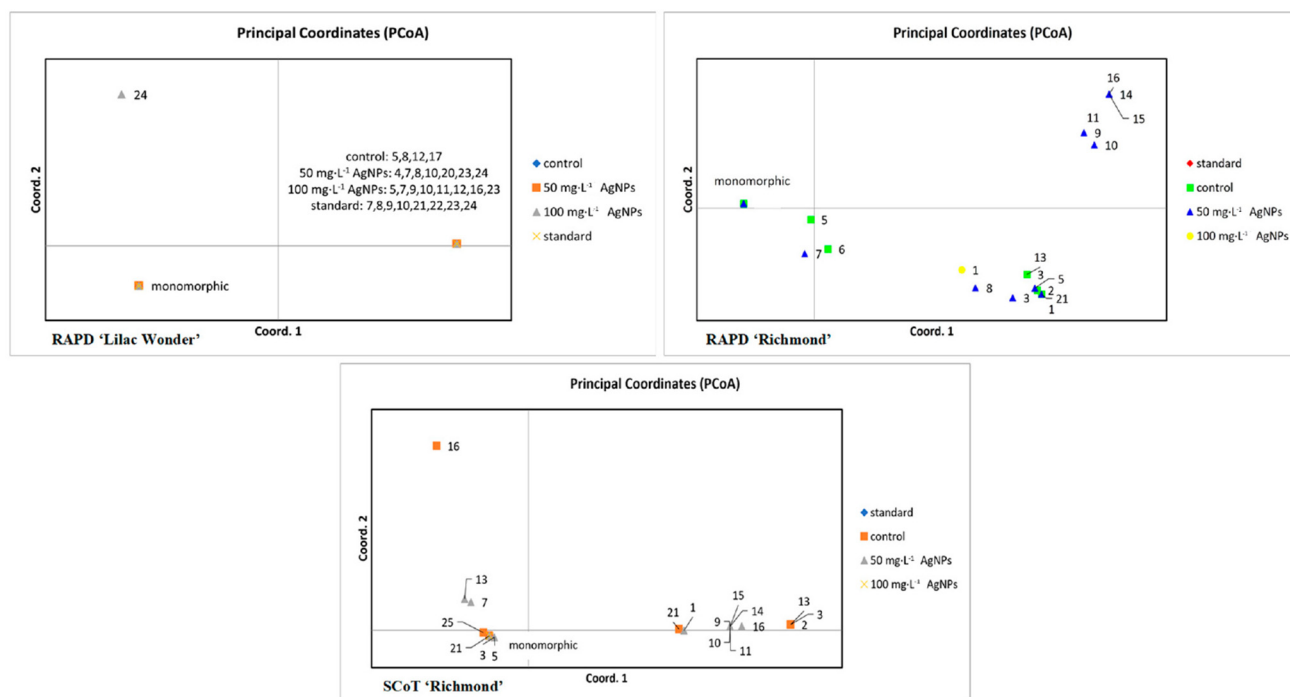 Principal Coordinates (PCoA)
24
control: 5,8,12,17
50 mg·L⁻¹ AgNPs: 4,7,8,10,20,23,24
100 mg·L⁻¹ AgNPs: 5,7,9,10,11,12,16,23
standard: 7,8,9,10,21,22,23,24
monomorphic
Coord. 2
Coord. 1
RAPD ‘Lilac Wonder’
control
50 mg·L⁻¹ AgNPs
100 mg·L⁻¹ AgNPs
standard
Principal Coordinates (PCoA)
16
14
15
11
9
10
monomorphic
5
6
7
13
1
3
5
8
2
3
21
1
Coord. 2
Coord. 1
RAPD ‘Richmond’
standard
control
50 mg·L⁻¹ AgNPs
100 mg·L⁻¹ AgNPs
Principal Coordinates (PCoA)
16
13
7
25
21
3
5
monomorphic
21
1
15
9
14
16
10
11
13
3
2
Coord. 2
Coord. 1
SCoT ‘Richmond’
standard
control
50 mg·L⁻¹ AgNPs
100 mg·L⁻¹ AgNPs